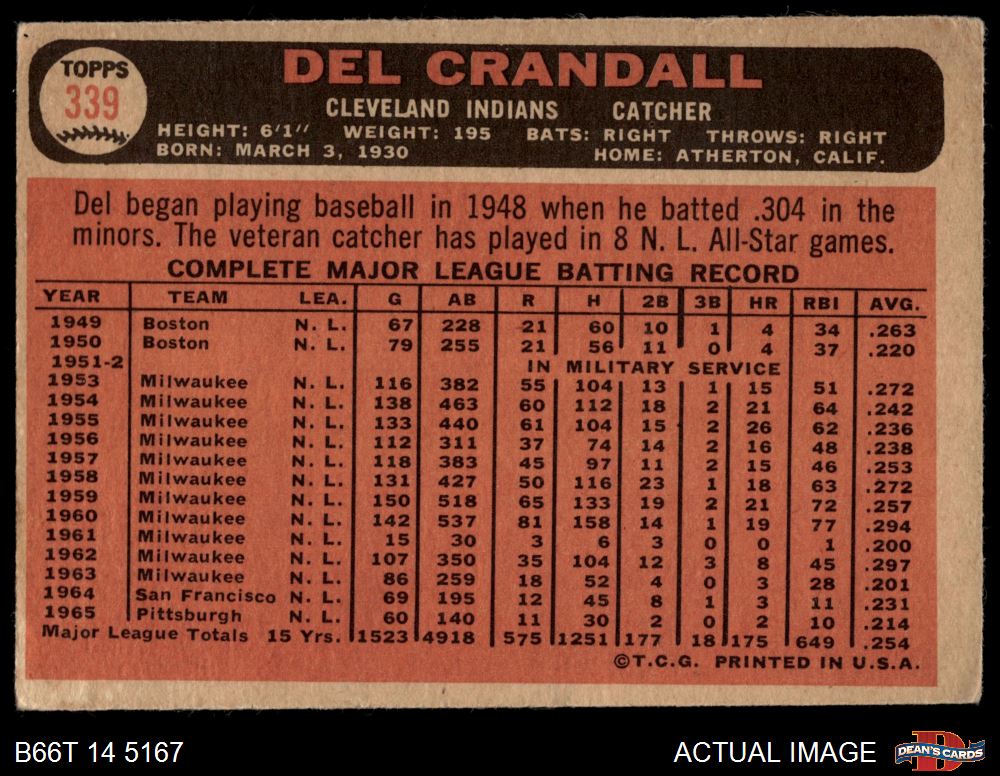 TOPPS
339
DEL CRANDALL
CLEVELAND INDIANS CATCHER
HEIGHT: 6'1" WEIGHT: 195 BATS: RIGHT THROWS: RIGHT
BORN: MARCH 3, 1930 HOME: ATHERTON, CALIF.
Del began playing baseball in 1948 when he batted .304 in the
minors. The veteran catcher has played in 8 N. L. All-Star games.
COMPLETE MAJOR LEAGUE BATTING RECORD
YEAR TEAM LEA. G AB R H 2B 3B HR RBI AVG.
1949 Boston N. L. 67 228 21 60 10 1 4 34 .263
1950 Boston N. L. 79 255 21 56 11 0 4 37 .220
1951-2 IN MILITARY SERVICE
1953 Milwaukee N. L. 116 382 55 104 13 1 15 51 .272
1954 Milwaukee N. L. 138 463 60 112 18 2 21 64 .242
1955 Milwaukee N. L. 133 440 61 104 15 2 26 62 .236
1956 Milwaukee N. L. 112 311 37 74 14 2 16 48 .238
1957 Milwaukee N. L. 118 383 45 97 11 2 15 46 .253
1958 Milwaukee N. L. 131 427 50 116 23 1 18 63 .272
1959 Milwaukee N. L. 150 518 65 133 19 2 21 72 .257
1960 Milwaukee N. L. 142 537 81 158 14 1 19 77 .294
1961 Milwaukee N. L. 15 30 3 6 3 0 0 1 .200
1962 Milwaukee N. L. 107 350 35 104 12 3 8 45 .297
1963 Milwaukee N. L. 86 259 18 52 4 0 3 28 .201
1964 San Francisco N. L. 69 195 12 45 8 1 3 11 .231
1965 Pittsburgh N. L. 60 140 11 30 2 0 2 10 .214
Major League Totals 15 Yrs. 1523 4918 575 1251 177 18 175 649 .254
©T.C.G. PRINTED IN U.S.A.
B66T 14 5167 ACTUAL IMAGE DEAN'S CARDS